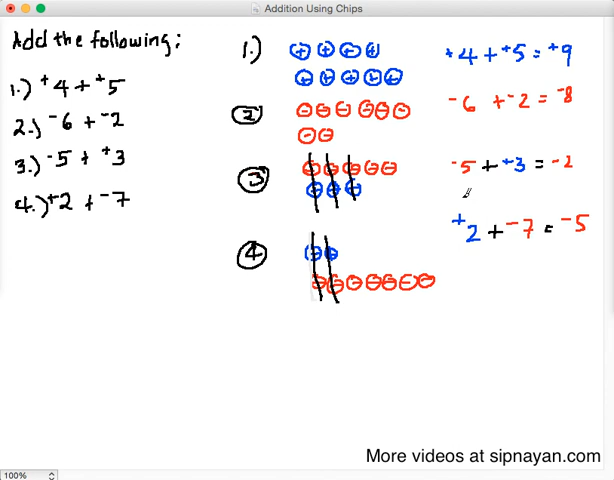 Addition Using Chips
Add the following:
1.) +4 + +5
2.) -6 + -2
3.) -5 + +3
4.) +2 + -7
1.)
+ + + +
+ + + + +
2
- - - - - -
- -
3
- - - - -
+ + +
4
+ +
- - - - - - -
+4 + +5 = +9
-6 + -2 = -8
-5 + +3 = -2
+2 + -7 = -5
More videos at sipnayan.com
100%